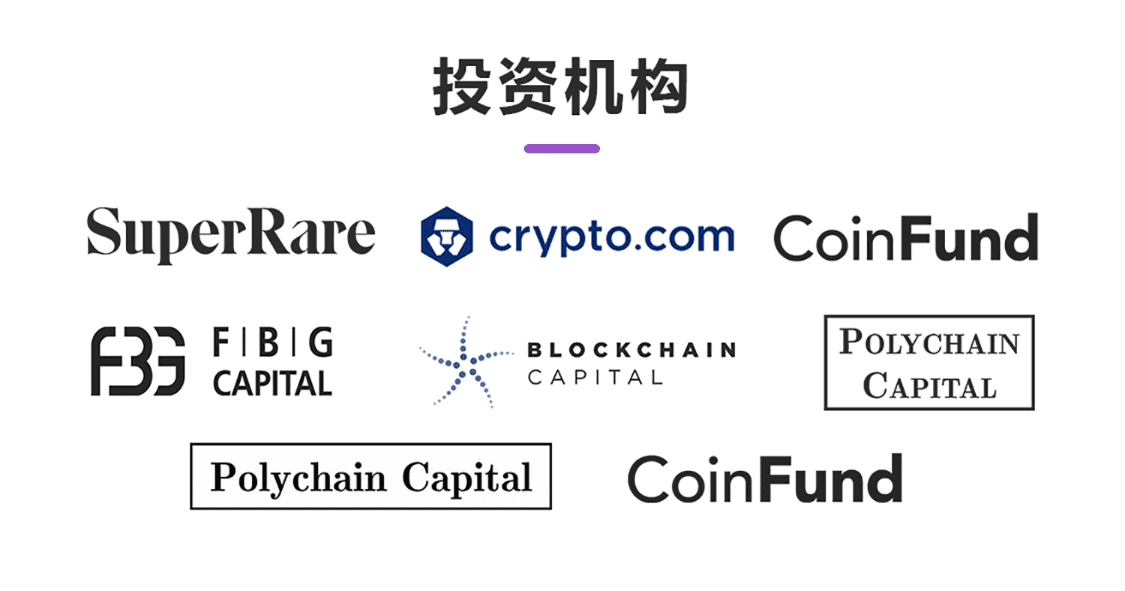 投资机构
SuperRare
crypto.com
CoinFund
FBG
F|B|G
CAPITAL
BLOCKCHAIN
CAPITAL
POLYCHAIN
CAPITAL
Polychain Capital
CoinFund